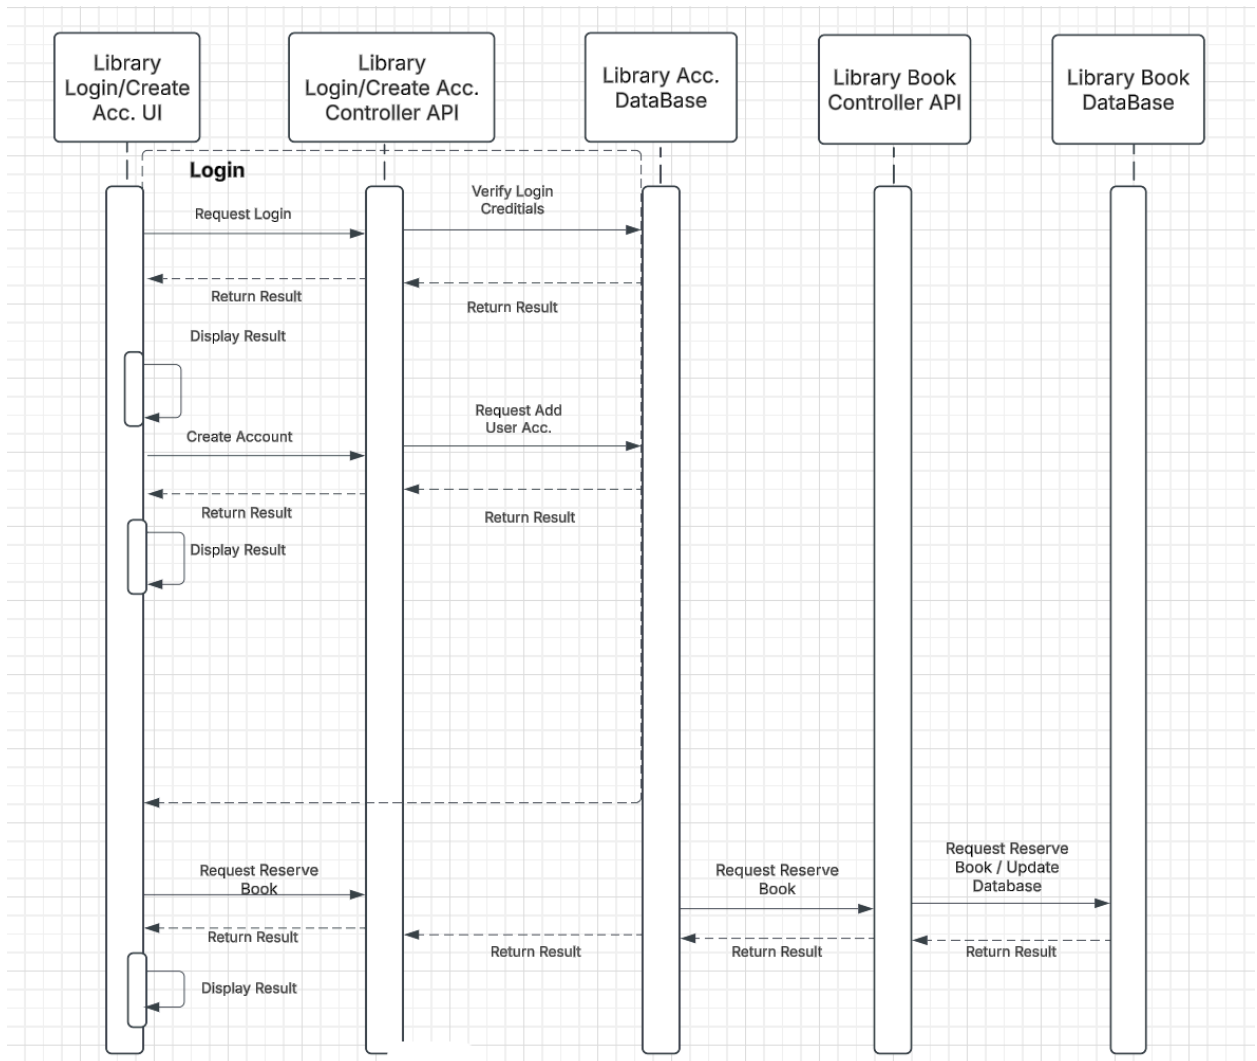 Library
Login/Create
Acc. UI
Library
Login/Create Acc.
Controller API
Library Acc.
DataBase
Library Book
Controller API
Library Book
DataBase
Login
Request Login
Verify Login
Creditials
Return Result
Return Result
Display Result
Create Account
Request Add
User Acc.
Return Result
Return Result
Display Result
Request Reserve
Book
Request Reserve
Book
Request Reserve
Book / Update
Database
Return Result
Return Result
Return Result
Return Result
Display Result